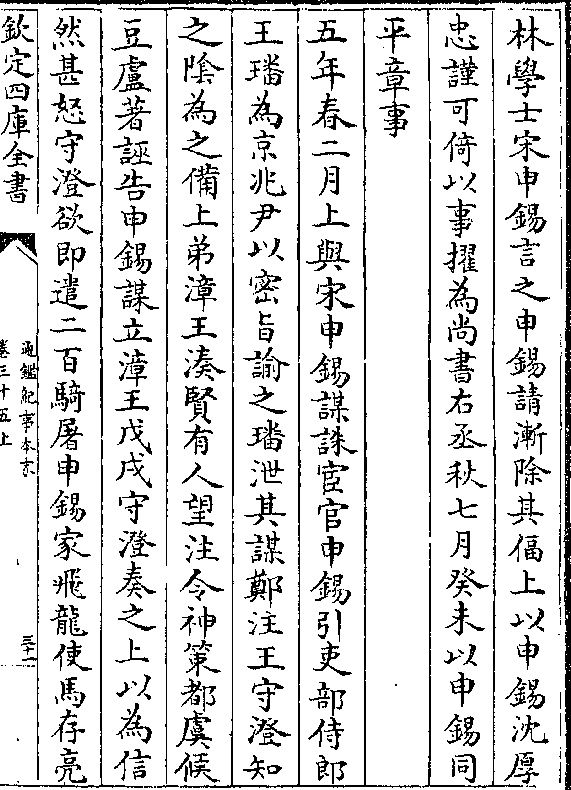 林學士宋申錫言之申錫請漸除其偪上以申錫沈厚
忠謹可倚以事擢為尚書右丞秋七月癸未以申錫同
平章事
五年春二月上與宋申錫謀誅宦官申錫引吏部侍郎
王璠為京兆尹以密旨諭之璠泄其謀鄭注王守澄知
之陰為之備上弟漳王湊賢有人望注令神策都虞候
豆盧著誣告申錫謀立漳王戊戌守澄奏之上以為信
然甚怒守澄欲即遣二百騎屠申錫家飛龍使馬存亮
欽定四庫全書
通鑑紀事本末
卷三十五上
三十一